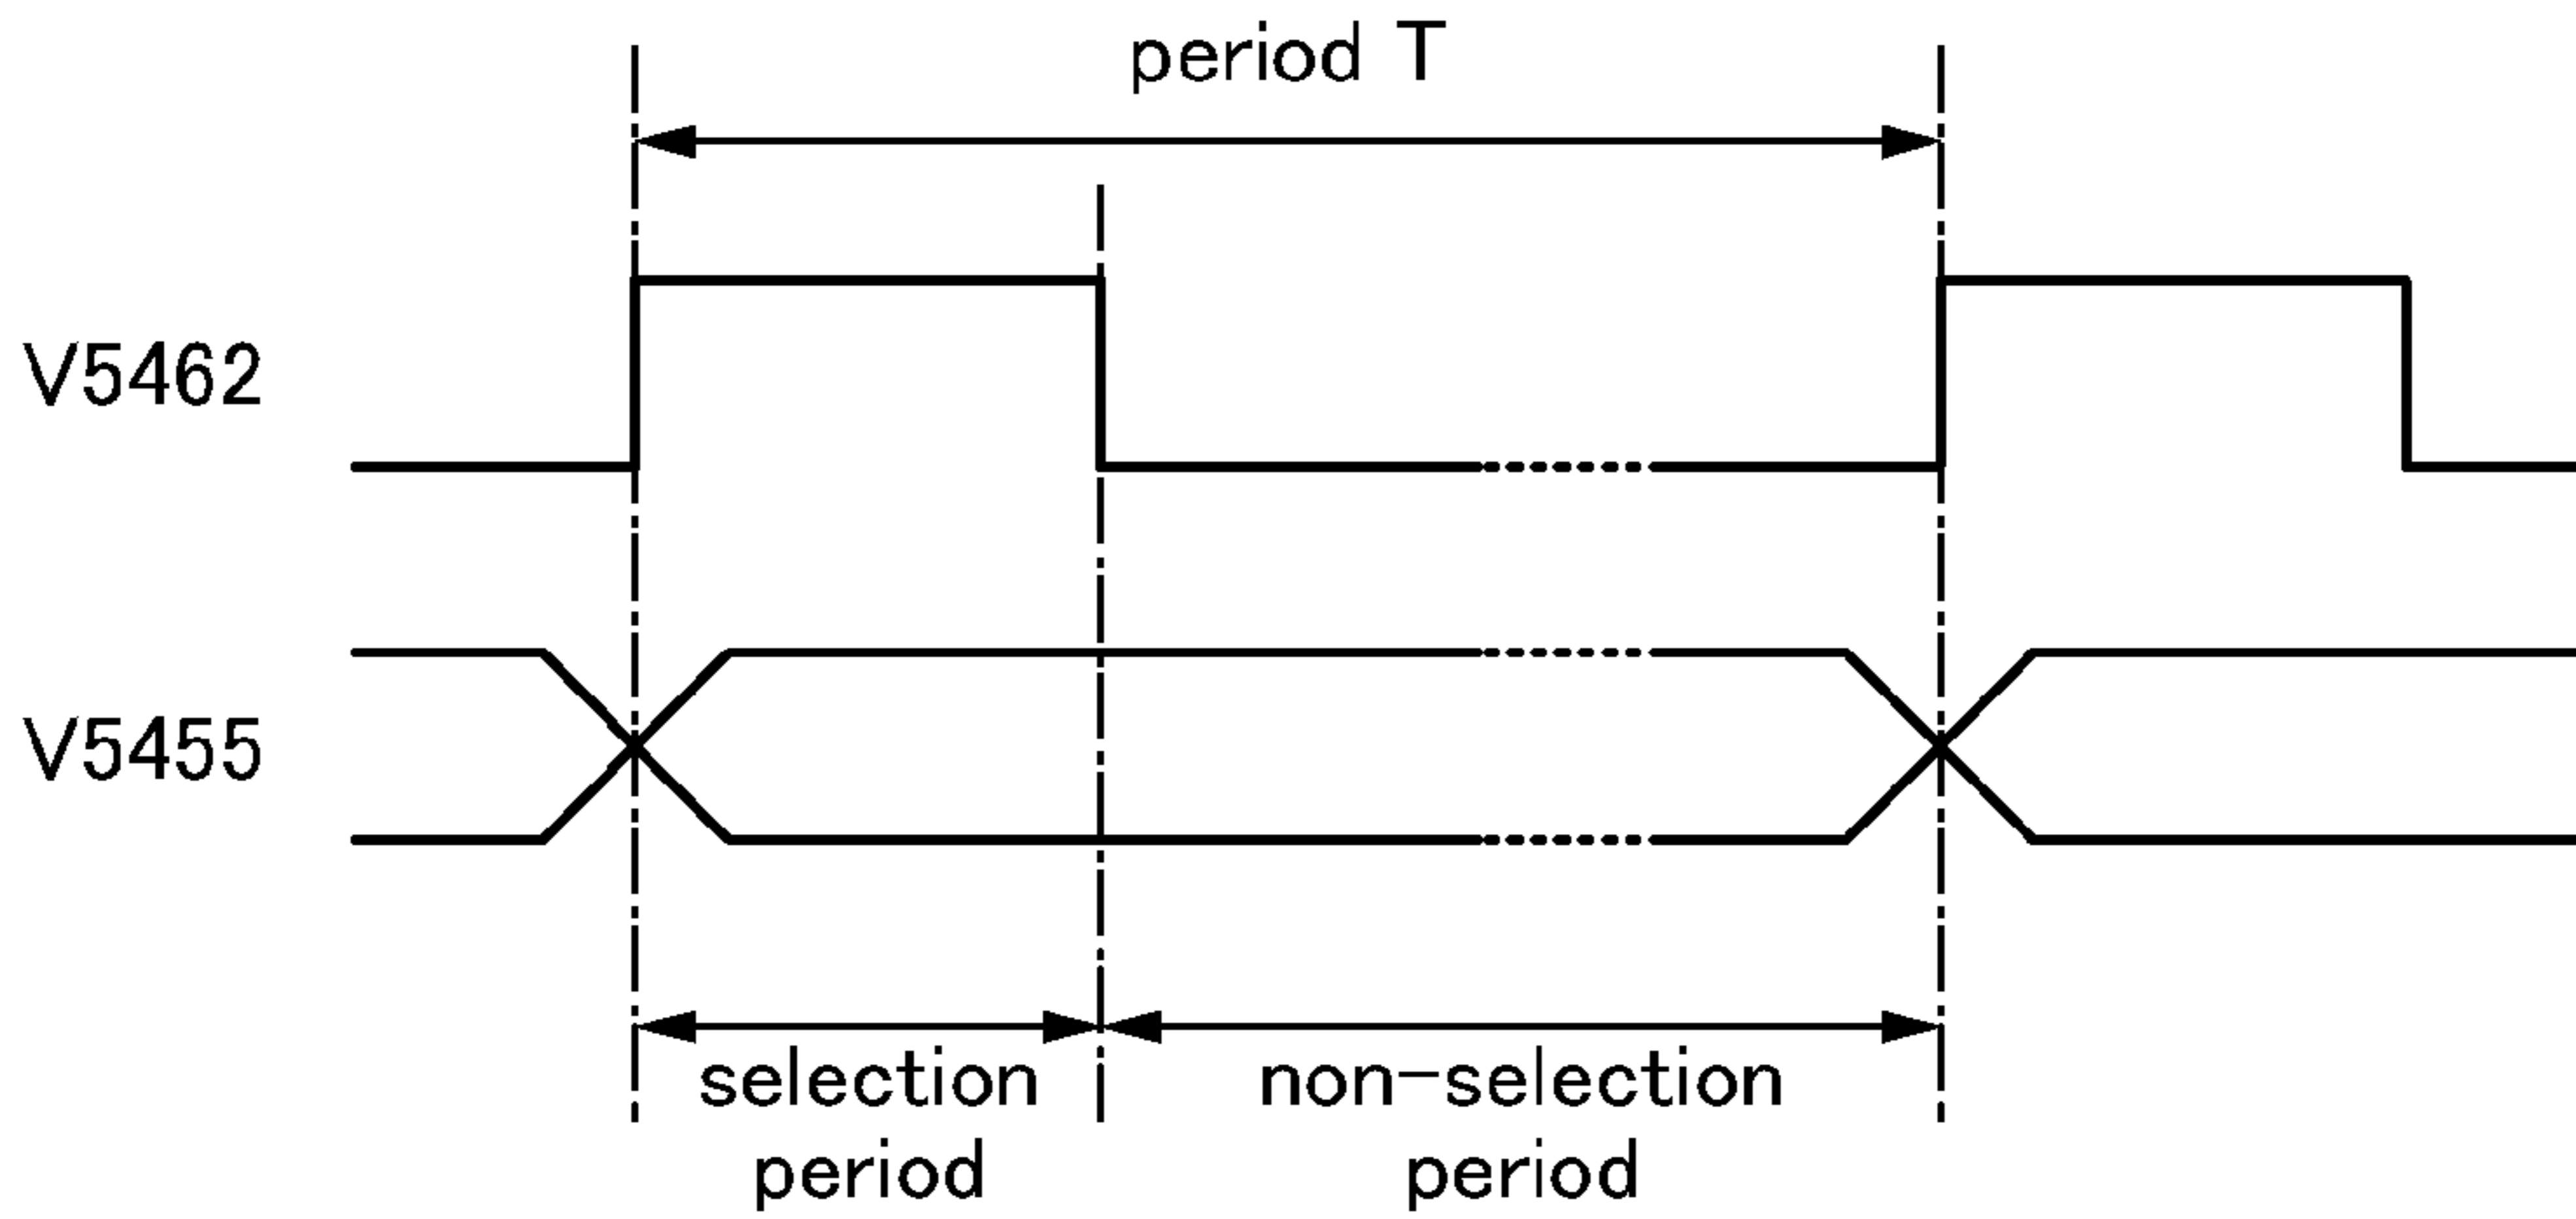 period T
V5462
V5455
selection
period
non-selection
period